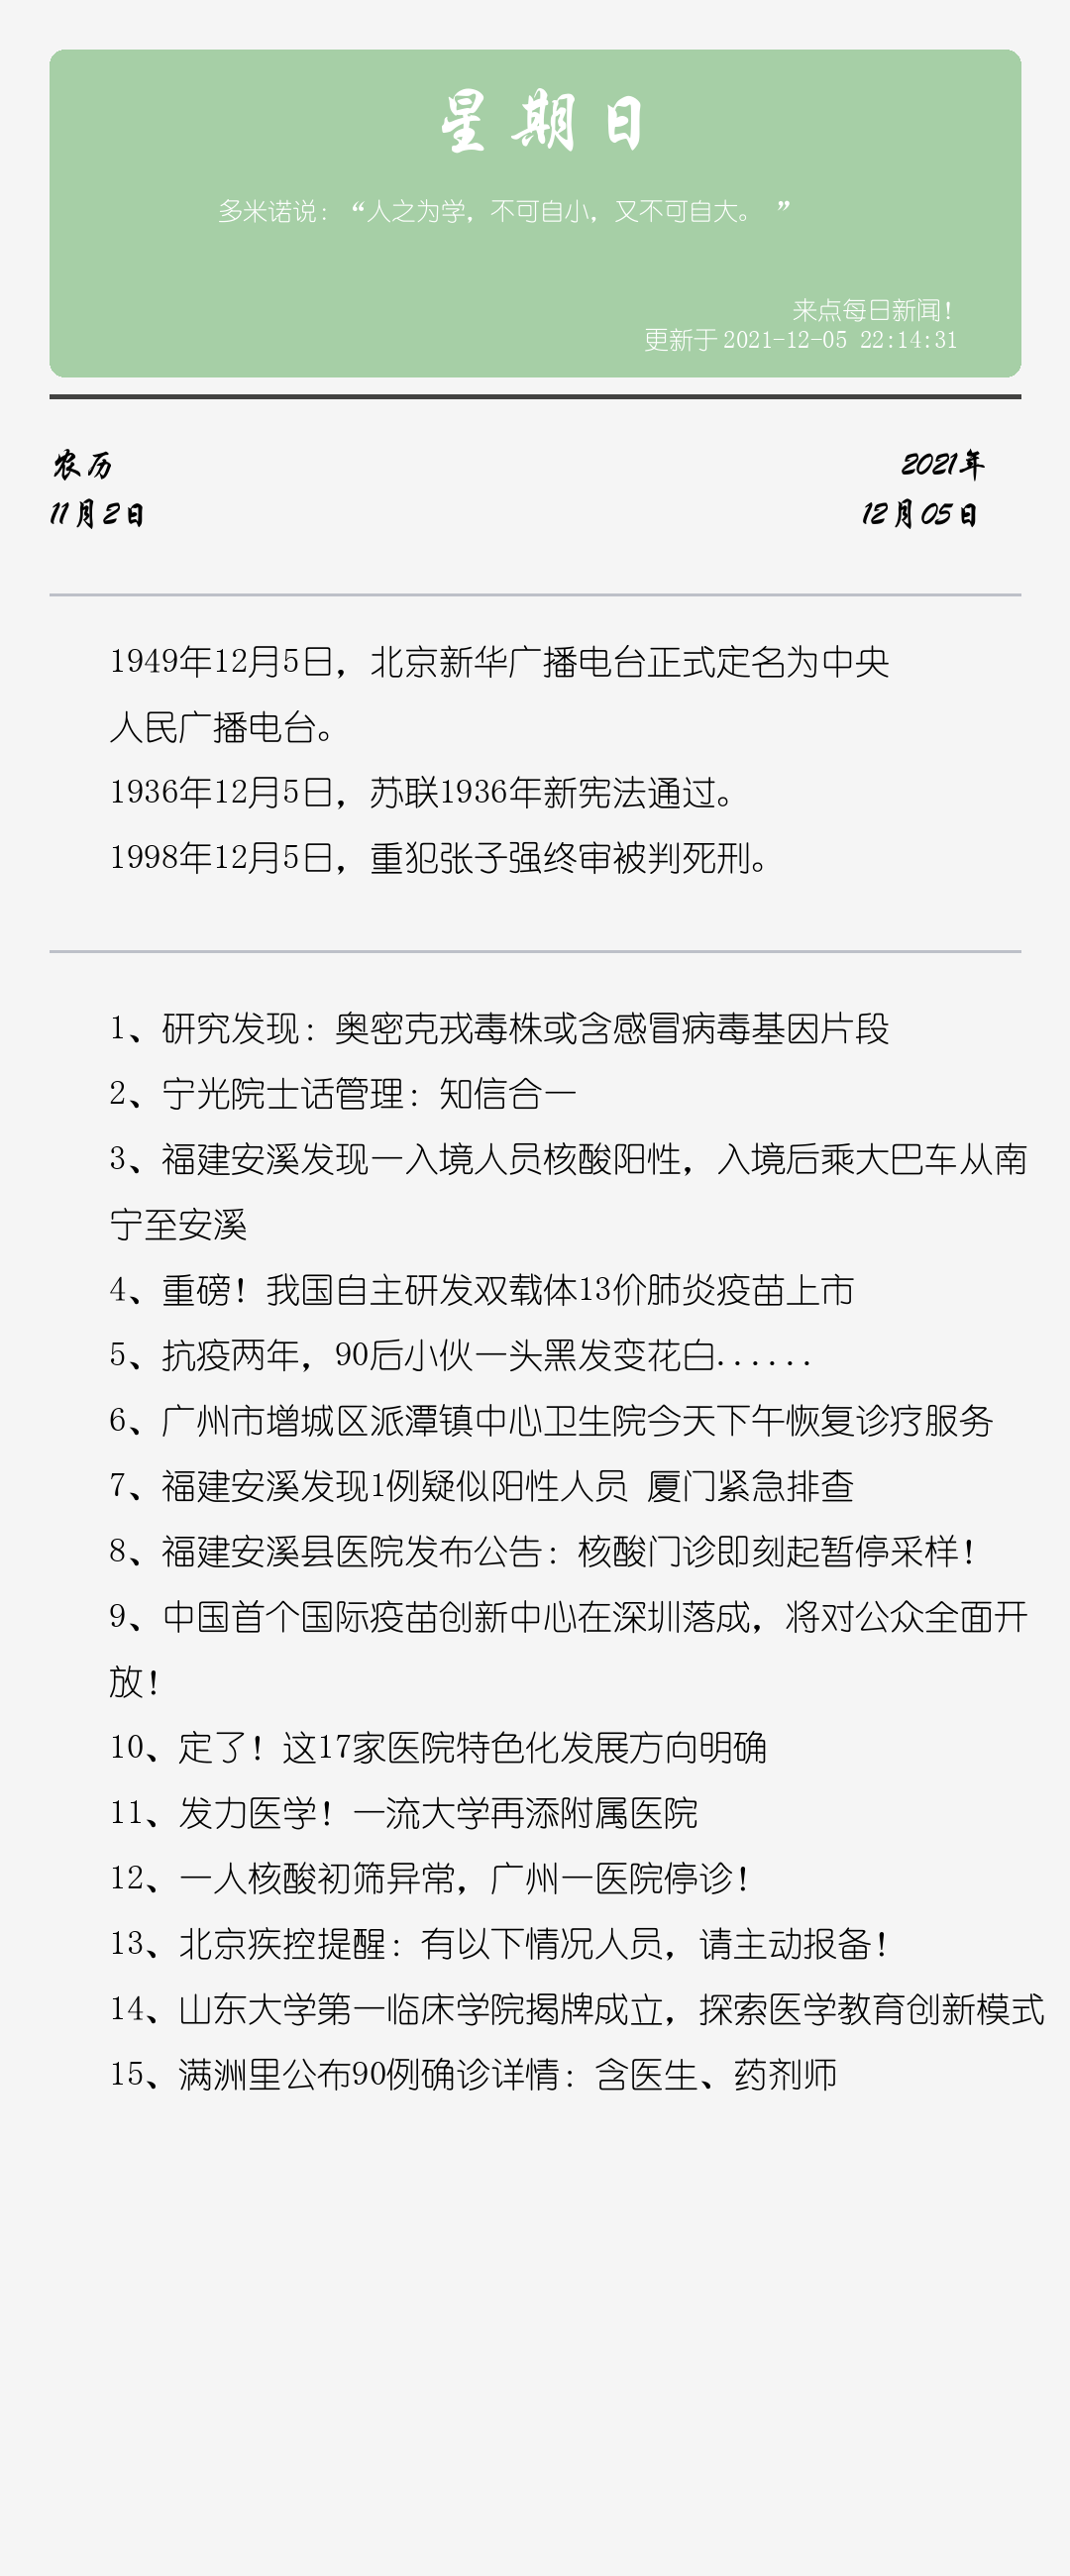 星期日
多米诺说：“人之为学，不可自小，又不可自大。 ”
来点每日新闻！
更新于 2021-12-05 22:14:31
农历
2021年
11月2日
12月05日
1949年12月5日，北京新华广播电台正式定名为中央
人民广播电台。
1936年12月5日，苏联1936年新宪法通过。
1998年12月5日，重犯张子强终审被判死刑。
1、研究发现：奥密克戎毒株或含感冒病毒基因片段
2、宁光院士话管理：知信合一
3、福建安溪发现一入境人员核酸阳性，入境后乘大巴车从南
宁至安溪
4、重磅！我国自主研发双载体13价肺炎疫苗上市
5、抗疫两年，90后小伙一头黑发变花白......
6、广州市增城区派潭镇中心卫生院今天下午恢复诊疗服务
7、福建安溪发现1例疑似阳性人员 厦门紧急排查
8、福建安溪县医院发布公告：核酸门诊即刻起暂停采样！
9、中国首个国际疫苗创新中心在深圳落成，将对公众全面开
放！
10、定了！这17家医院特色化发展方向明确
11、发力医学！一流大学再添附属医院
12、一人核酸初筛异常，广州一医院停诊！
13、北京疾控提醒：有以下情况人员，请主动报备！
14、山东大学第一临床学院揭牌成立，探索医学教育创新模式
15、满洲里公布90例确诊详情：含医生、药剂师